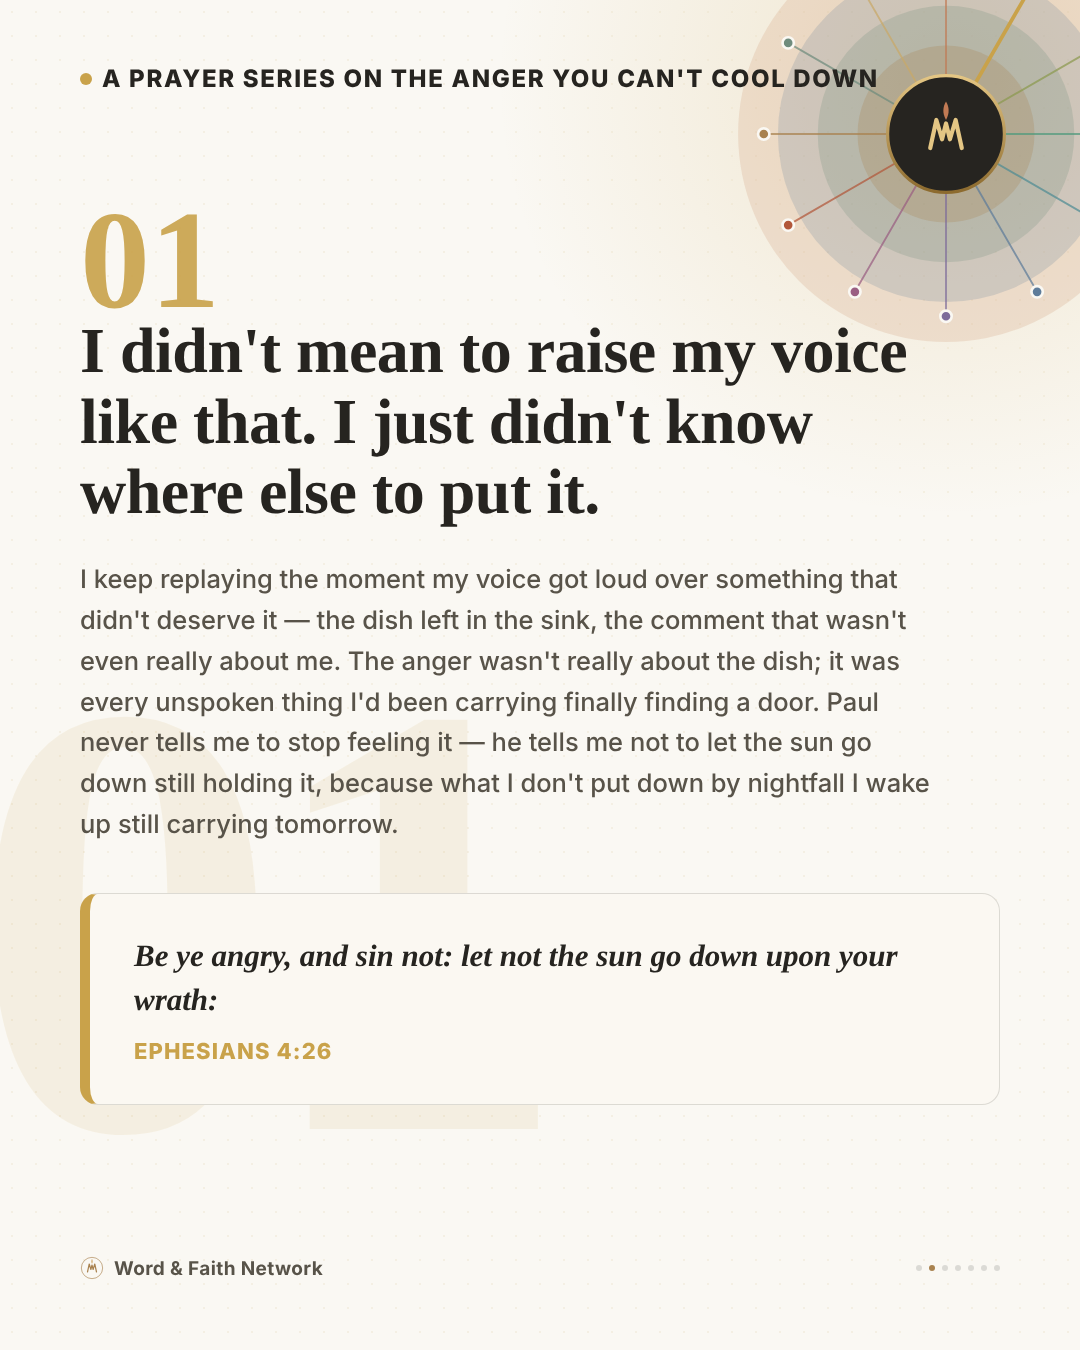 A PRAYER SERIES ON THE ANGER YOU CAN'T COOL DOWN
01
I didn't mean to raise my voice
like that. I just didn't know
where else to put it.
I keep replaying the moment my voice got loud over something that
didn't deserve it — the dish left in the sink, the comment that wasn't
even really about me. The anger wasn't really about the dish; it was
every unspoken thing I'd been carrying finally finding a door. Paul
never tells me to stop feeling it — he tells me not to let the sun go
down still holding it, because what I don't put down by nightfall I wake
up still carrying tomorrow.
01
Be ye angry, and sin not: let not the sun go down upon your
wrath:
EPHESIANS 4:26
Word & Faith Network